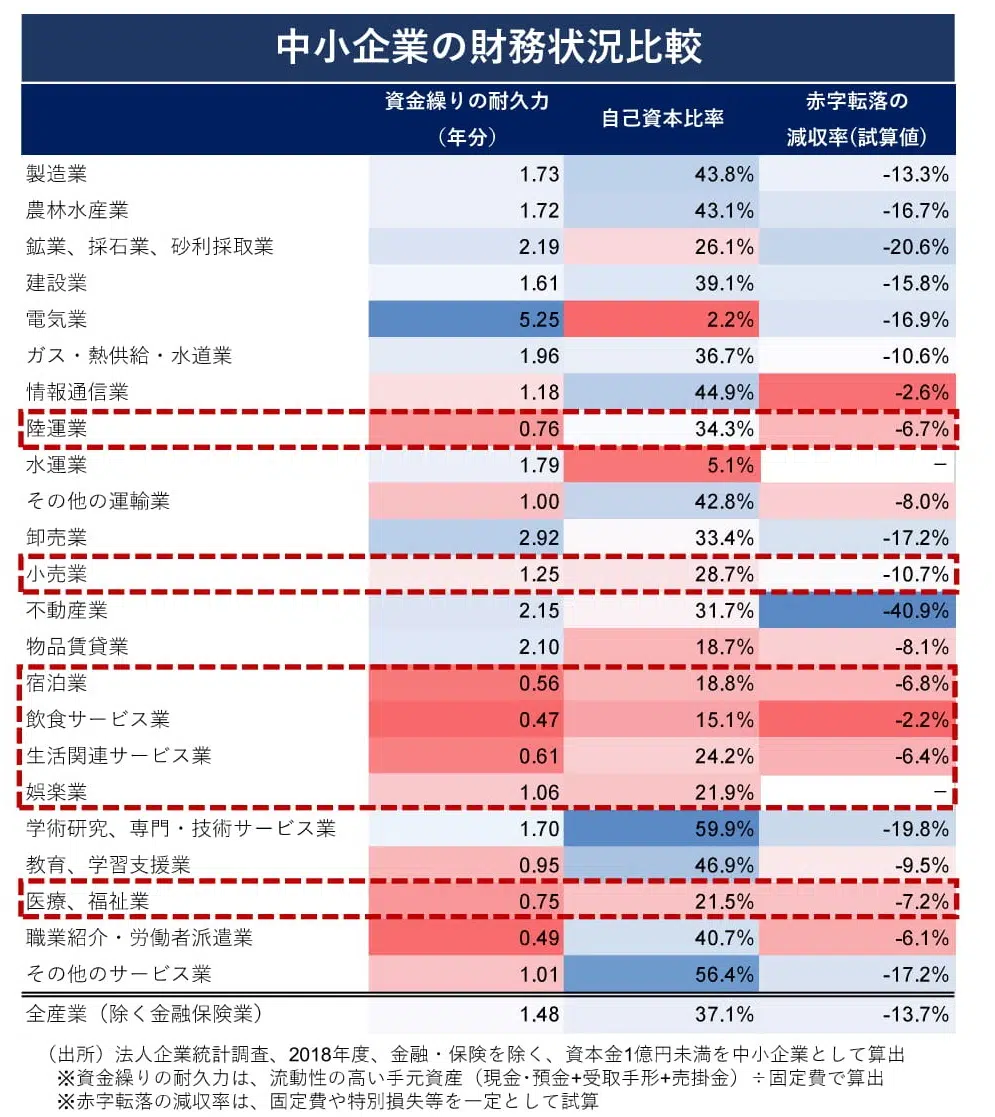 中小企業の財務状況比較
資金繰りの耐久力
（年分） 自己資本比率 赤字転落の
減収率(試算値)
製造業 1.73 43.8% -13.3%
農林水産業 1.72 43.1% -16.7%
鉱業、採石業、砂利採取業 2.19 26.1% -20.6%
建設業 1.61 39.1% -15.8%
電気業 5.25 2.2% -16.9%
ガス・熱供給・水道業 1.96 36.7% -10.6%
情報通信業 1.18 44.9% -2.6%
陸運業 0.76 34.3% -6.7%
水運業 1.79 5.1% –
その他の運輸業 1.00 42.8% -8.0%
卸売業 2.92 33.4% -17.2%
小売業 1.25 28.7% -10.7%
不動産業 2.15 31.7% -40.9%
物品賃貸業 2.10 18.7% -8.1%
宿泊業 0.56 18.8% -6.8%
飲食サービス業 0.47 15.1% -2.2%
生活関連サービス業 0.61 24.2% -6.4%
娯楽業 1.06 21.9% –
学術研究、専門・技術サービス業 1.70 59.9% -19.8%
教育、学習支援業 0.95 46.9% -9.5%
医療、福祉業 0.75 21.5% -7.2%
職業紹介・労働者派遣業 0.49 40.7% -6.1%
その他のサービス業 1.01 56.4% -17.2%
全産業（除く金融保険業） 1.48 37.1% -13.7%
（出所）法人企業統計調査、2018年度、金融・保険を除く、資本金1億円未満を中小企業として算出
※資金繰りの耐久力は、流動性の高い手元資産（現金･預金+受取手形+売掛金）÷固定費で算出
※赤字転落の減収率は、固定費や特別損失等を一定として試算